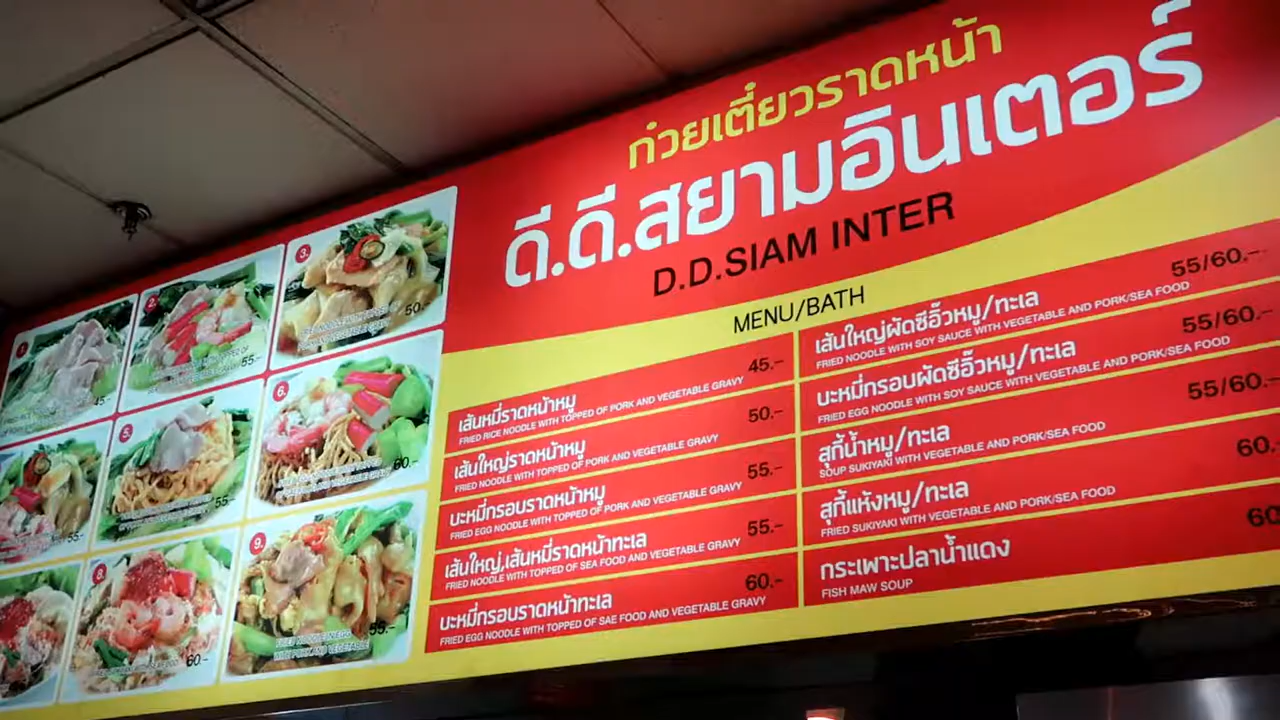 ก๋วยเตี๋ยวราดหน้า
ดี.ดี.สยามอินเตอร์
D.D.SIAM INTER
MENU/BATH
เส้นหมี่ราดหน้าหมู 45.-
FRIED RICE NOODLE WITH TOPPED OF PORK AND VEGETABLE GRAVY
เส้นใหญ่ราดหน้าหมู 50.-
FRIED NOODLE WITH TOPPED OF PORK AND VEGETABLE GRAVY
บะหมี่กรอบราดหน้าหมู 55.-
FRIED EGG NOODLE WITH TOPPED OF PORK AND VEGETABLE GRAVY
เส้นใหญ่,เส้นหมี่ราดหน้าทะเล 55.-
FRIED NOODLE WITH TOPPED OF SEA FOOD AND VEGETABLE GRAVY
บะหมี่กรอบราดหน้าทะเล 60.-
FRIED EGG NOODLE WITH TOPPED OF SAE FOOD AND VEGETABLE GRAVY
เส้นใหญ่ผัดซีอิ๊วหมู/ทะเล 55/60.-
FRIED NOODLE WITH SOY SAUCE WITH VEGETABLE AND PORK/SEA FOOD
บะหมี่กรอบผัดซีอิ๊วหมู/ทะเล 55/60.-
FRIED EGG NOODLE WITH SOY SAUCE WITH VEGETABLE AND PORK/SEA FOOD
สุกี้น้ำหมู/ทะเล 55/60.-
SOUP SUKIYAKI WITH VEGETABLE AND PORK/SEA FOOD
สุกี้แห้งหมู/ทะเล 60.
FRIED SUKIYAKI WITH VEGETABLE AND PORK/SEA FOOD
กระเพาะปลาน้ำแดง 60
FISH MAW SOUP
1. 45.-
2. 55.-
3. 50.-
55.-
5. 55.-
6. 60.-
8. 60.-
9. 55.-
FRIED NOODLE IN EGG
WITH PORK AND VEGETABLE